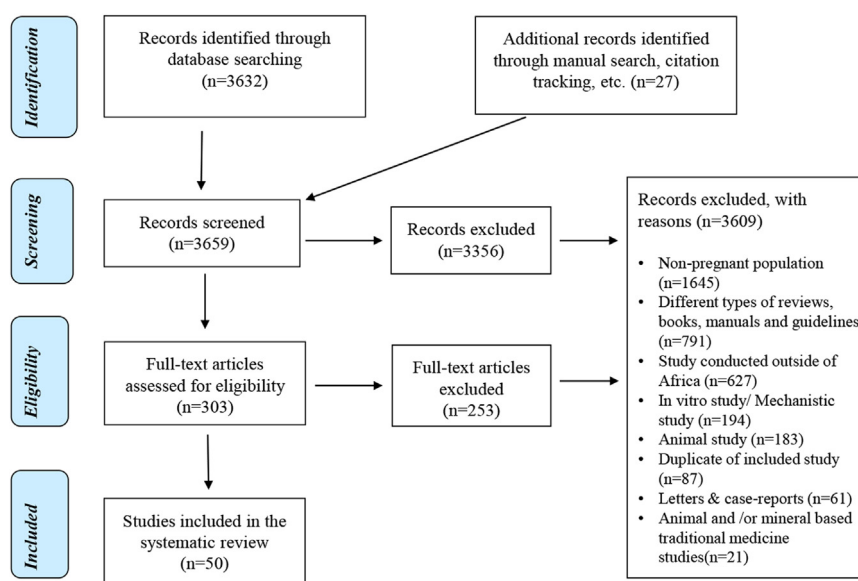 Identification
Records identified through
database searching
(n=3632)
Additional records identified
through manual search, citation
tracking, etc. (n=27)
Screening
Records screened
(n=3659)
Records excluded
(n=3356)
Records excluded, with
reasons (n=3609)
• Non-pregnant population
(n=1645)
• Different types of reviews,
books, manuals and guidelines
(n=791)
• Study conducted outside of
Africa (n=627)
• In vitro study/ Mechanistic
study (n=194)
• Animal study (n=183)
• Duplicate of included study
(n=87)
• Letters & case-reports (n=61)
• Animal and /or mineral based
traditional medicine
studies(n=21)
Eligibility
Full-text articles
assessed for eligibility
(n=303)
Full-text articles
excluded
(n=253)
Included
Studies included in the
systematic review
(n=50)